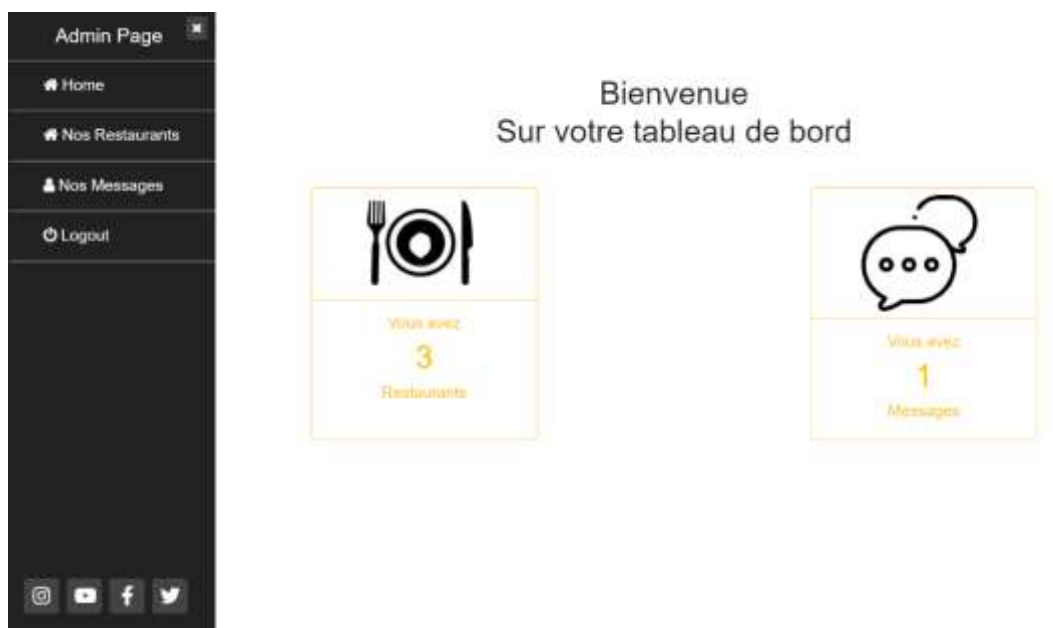 Admin Page
Home
Nos Restaurants
Nos Messages
Logout
Bienvenue
Sur votre tableau de bord
Vous avez
3
Restaurants
Vous avez
1
Messages